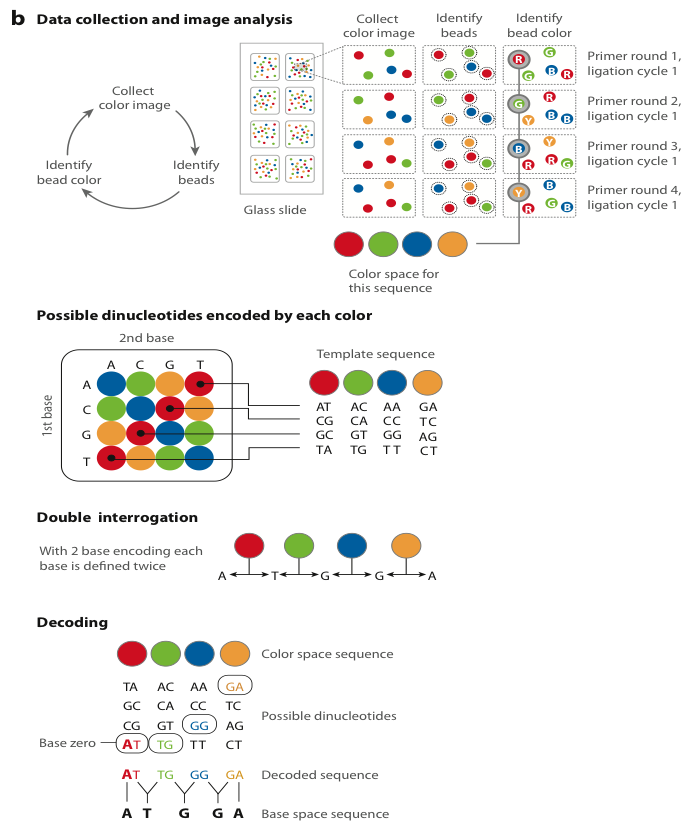 b Data collection and image analysis
Collect
color image
Identify
beads
Identify
bead color
Collect
color image
Identify
beads
Identify
bead color
Glass slide
R
G
G
B
R
Primer round 1,
ligation cycle 1
G
R
Y
B
B
Primer round 2,
ligation cycle 1
B
Y
R
R
G
Primer round 3,
ligation cycle 1
Y
B
R
G
B
Primer round 4,
ligation cycle 1
Color space for
this sequence
Possible dinucleotides encoded by each color
2nd base
A C G T
1st base
A
C
G
T
Template sequence
AT AC AA GA
CG CA CC TC
GC GT GG AG
TA TG TT CT
Double interrogation
With 2 base encoding each
base is defined twice
A T G G A
Decoding
Color space sequence
TA AC AA GA
GC CA CC TC
CG GT GG AG
Possible dinucleotides
Base zero
AT TG TT CT
AT TG GG GA Decoded sequence
A T G G A Base space sequence